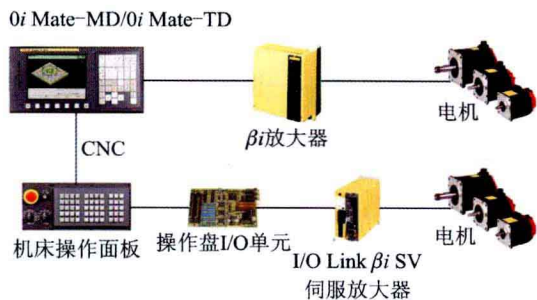 0i Mate-MD/0i Mate-TD
βi放大器
电机
CNC
机床操作面板
操作盘I/O单元
I/O Link βi SV
伺服放大器
电机